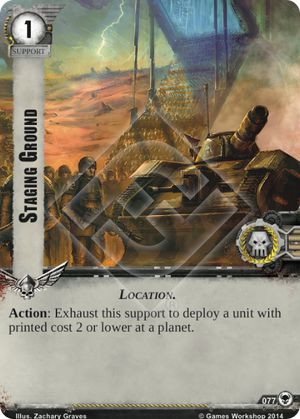 1
SUPPORT
STAGING GROUND
LOCATION.
Action: Exhaust this support to deploy a unit with
printed cost 2 or lower at a planet.
077
Illus. Zachary Graves
© Games Workshop 2014